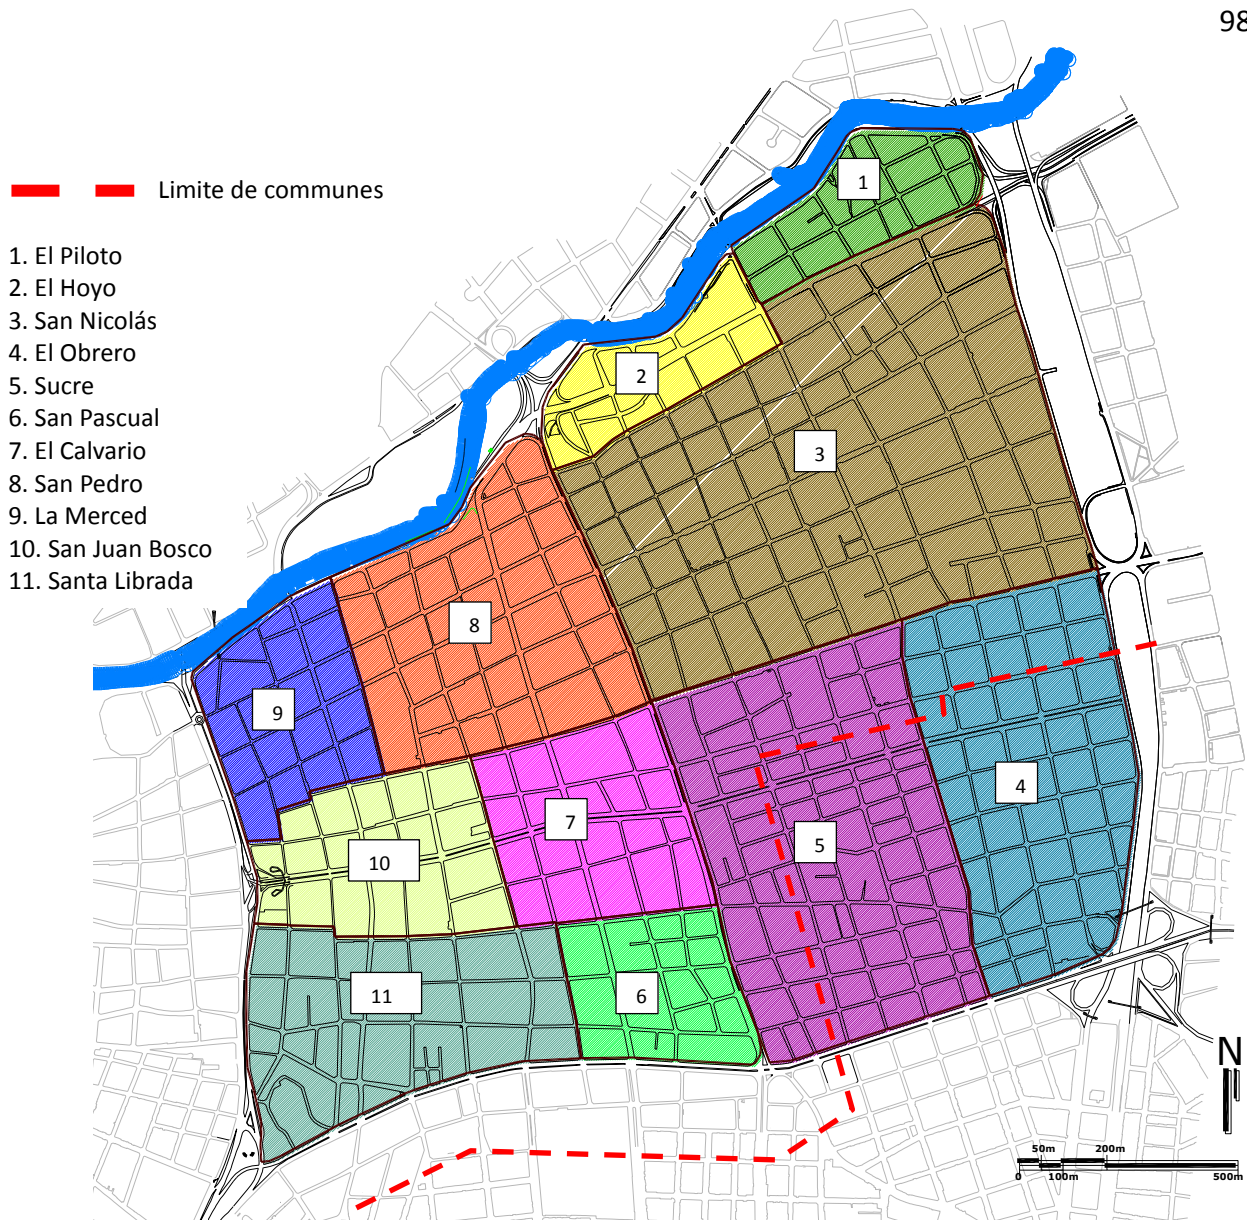 98
Limite de communes
1. El Piloto
2. El Hoyo
3. San Nicolás
4. El Obrero
5. Sucre
6. San Pascual
7. El Calvario
8. San Pedro
9. La Merced
10. San Juan Bosco
11. Santa Librada
1
2
3
8
9
4
7
5
10
11
6
N
50m 200m
0 100m 500m